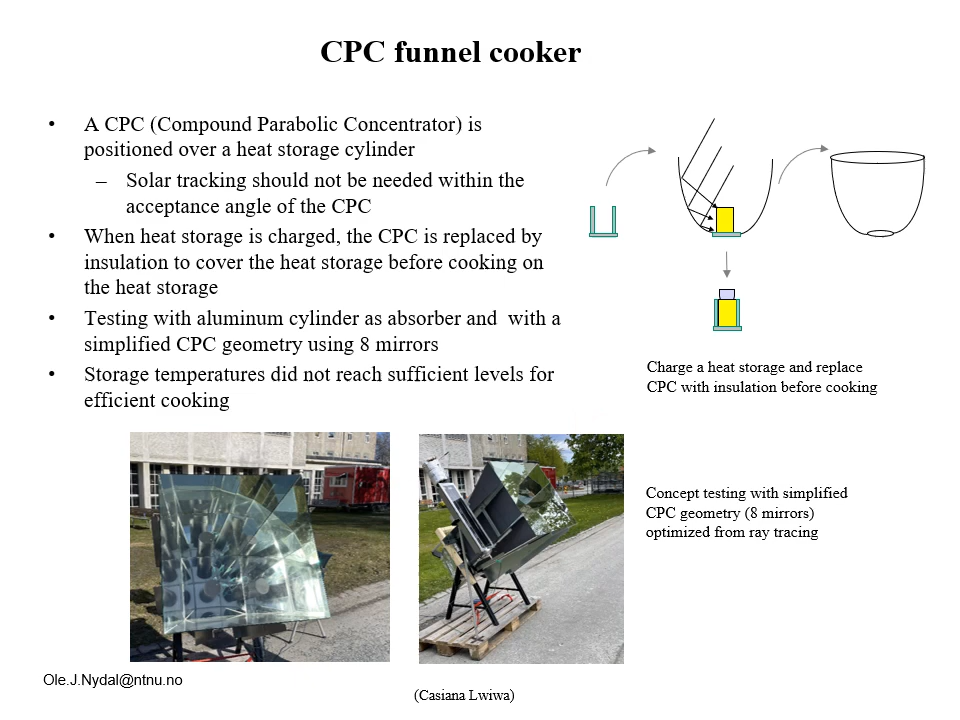 CPC funnel cooker
• A CPC (Compound Parabolic Concentrator) is
positioned over a heat storage cylinder
– Solar tracking should not be needed within the
acceptance angle of the CPC
• When heat storage is charged, the CPC is replaced by
insulation to cover the heat storage before cooking on
the heat storage
• Testing with aluminum cylinder as absorber and with a
simplified CPC geometry using 8 mirrors
• Storage temperatures did not reach sufficient levels for
efficient cooking
Charge a heat storage and replace
CPC with insulation before cooking
Concept testing with simplified
CPC geometry (8 mirrors)
optimized from ray tracing
Ole.J.Nydal@ntnu.no
(Casiana Lwiwa)